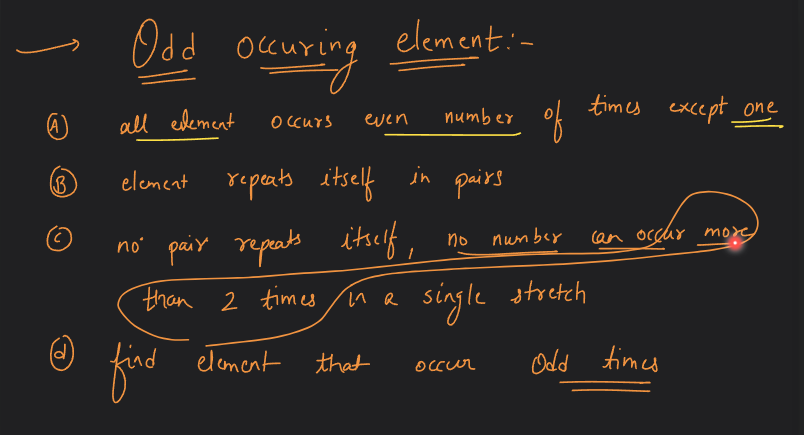 → Odd occuring element:-
(A) all element occurs even number of times except one
(B) element repeats itself in pairs
(C) no pair repeats itself, no number can occur more
than 2 times in a single stretch
(d) find element that occur Odd times